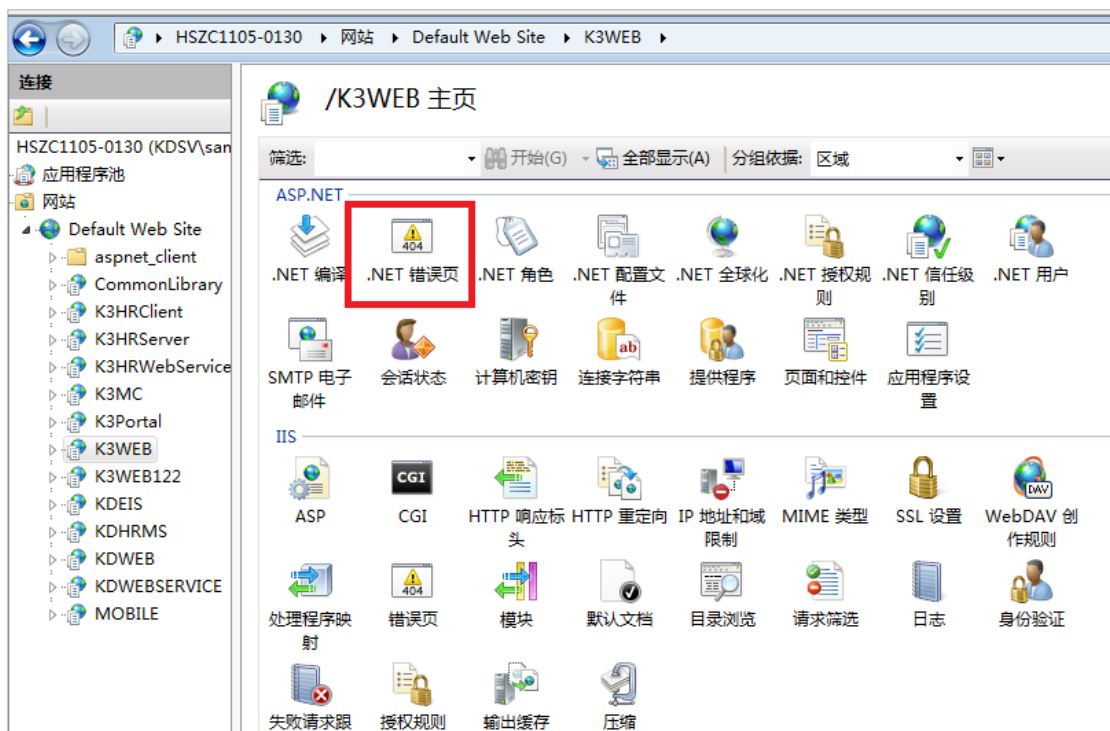 HSZC1105-0130 网站 Default Web Site K3WEB
连接
HSZC1105-0130 (KDSV\san
应用程序池
网站
Default Web Site
aspnet_client
CommonLibrary
K3HRClient
K3HRServer
K3HRWebService
K3MC
K3Portal
K3WEB
K3WEB122
KDEIS
KDHRMS
KDWEB
KDWEBSERVICE
MOBILE
/K3WEB 主页
筛选: 开始(G) 全部显示(A) 分组依据: 区域
ASP.NET
404
.NET 编译 .NET 错误页 .NET 角色 .NET 配置文 .NET 全球化 .NET 授权规 .NET 信任级 .NET 用户
件 则 别
ab
SMTP 电子 会话状态 计算机密钥 连接字符串 提供程序 页面和控件 应用程序设
邮件 置
IIS
CGI DAV
ASP CGI HTTP 响应标 HTTP 重定向 IP 地址和域 MIME 类型 SSL 设置 WebDAV 创
头 限制 作规则
404
处理程序映 错误页 模块 默认文档 目录浏览 请求筛选 日志 身份验证
射
失败请求跟 授权规则 输出缓存 压缩